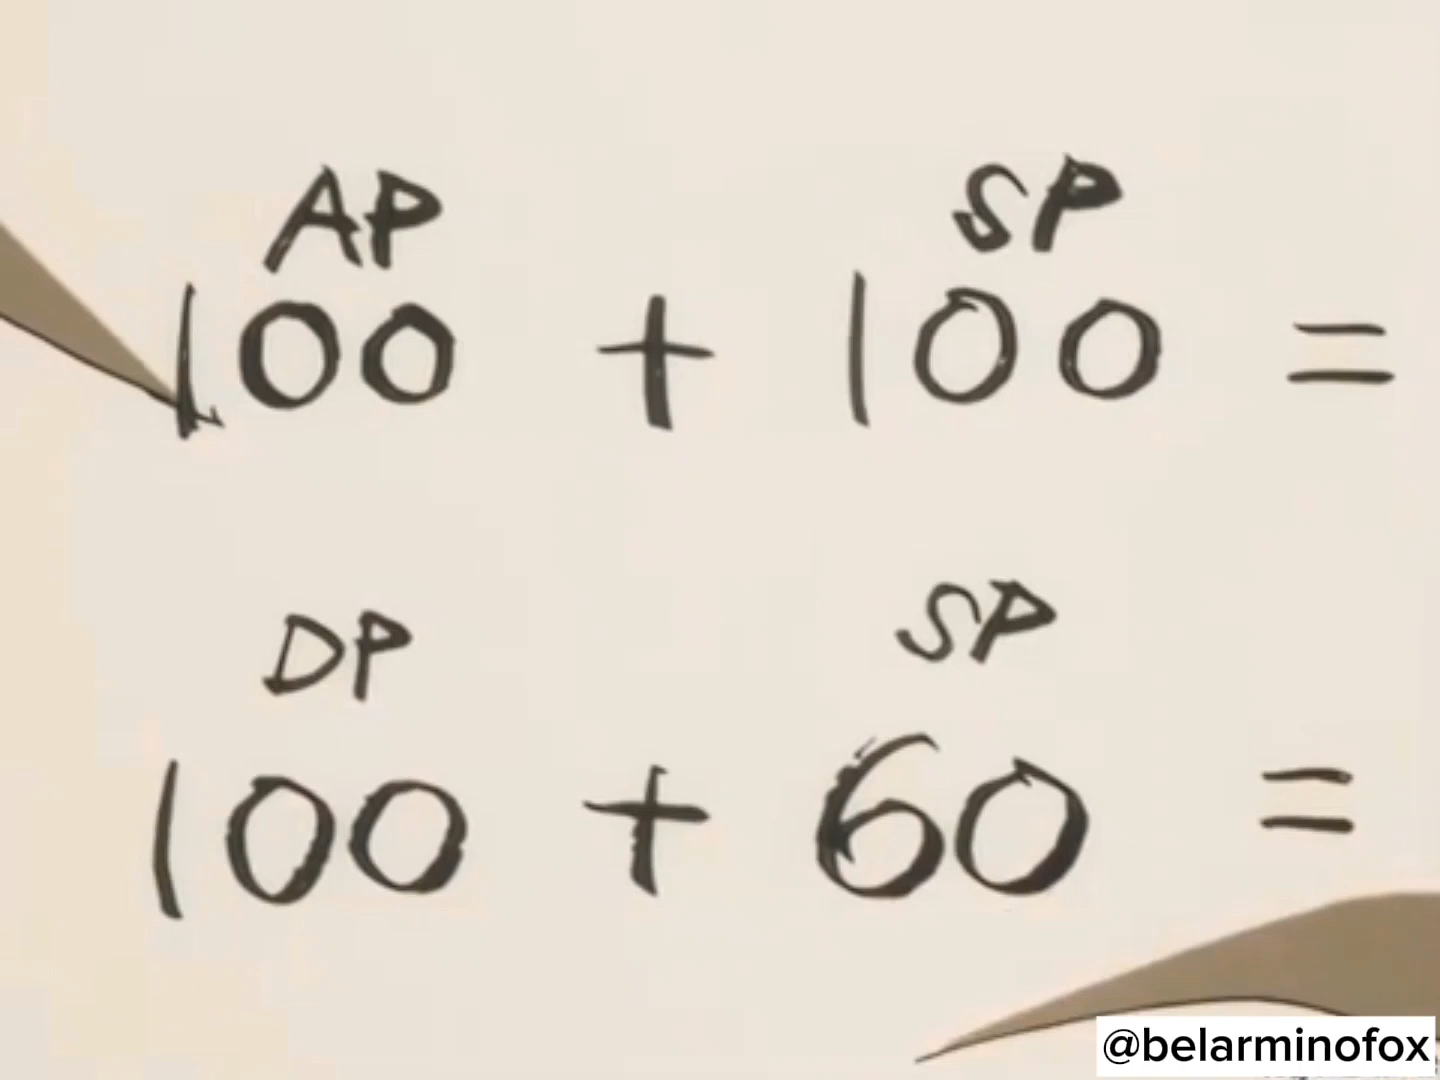 AP SP
100 + 100 =
DP SP
100 + 60 =
@belarminofox